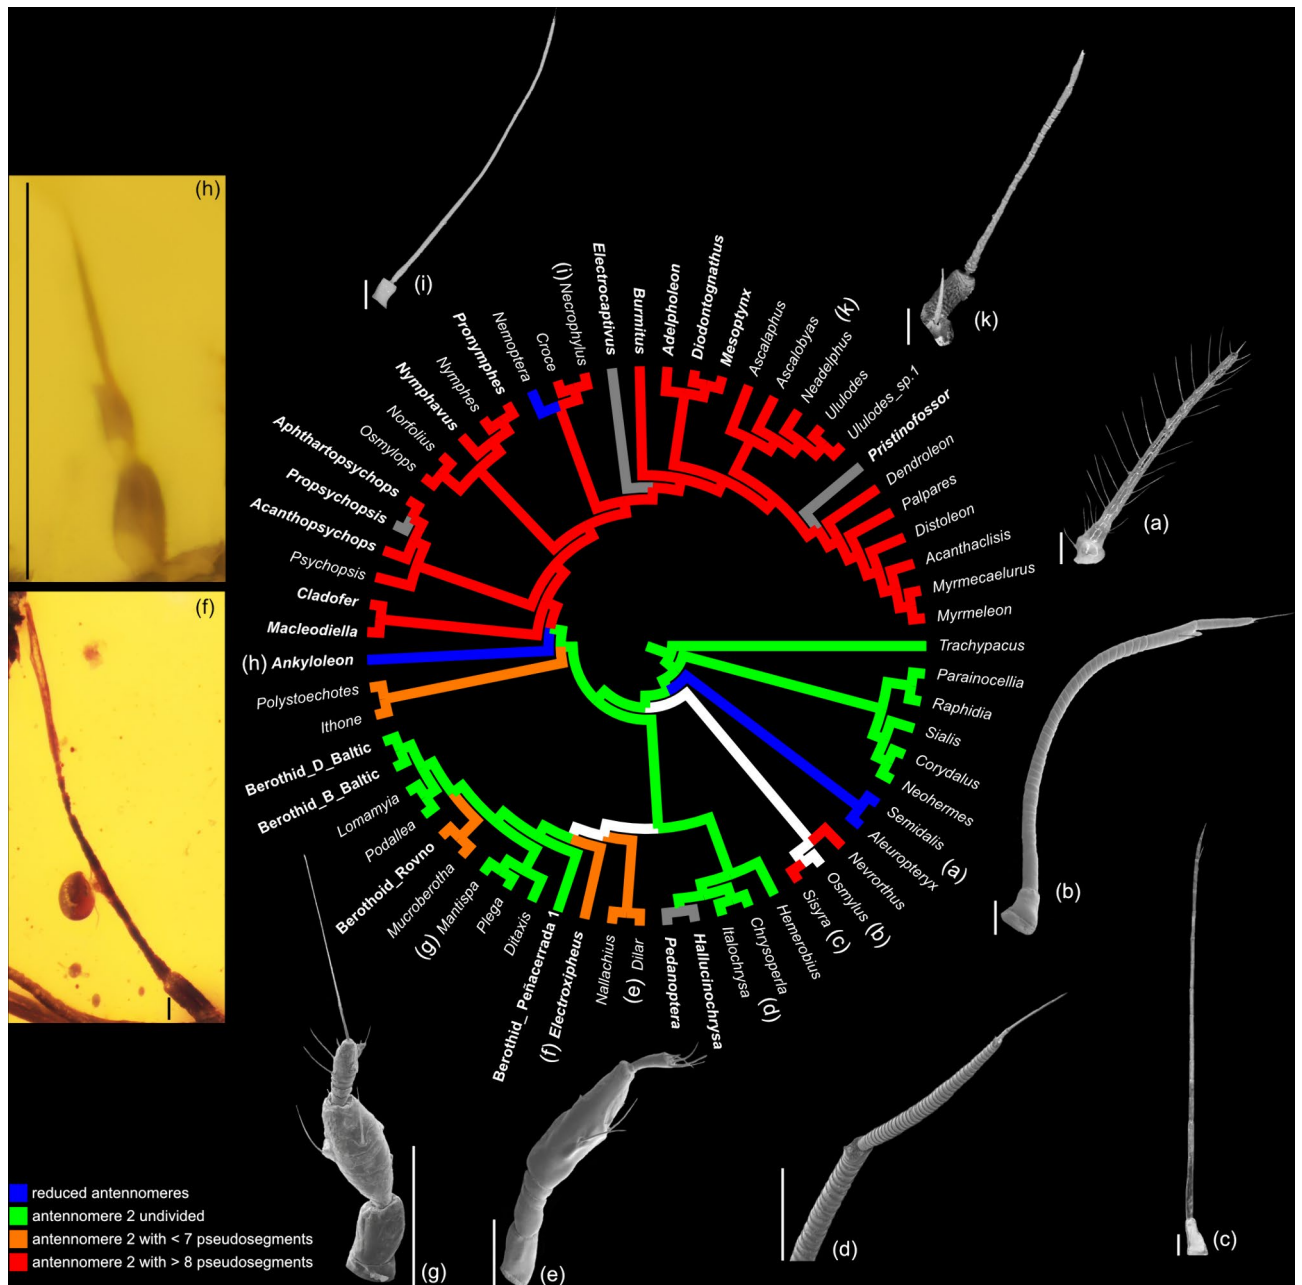 (h)
(f)
(i)
(k)
(a)
(b)
(c)
(d)
(e)
(g)
Trachypacus
Parainocellia
Raphidia
Sialis
Corydalus
Neohermes
Semidalis
Aleuropteryx (a)
Nevrorthus
Osmylus (b)
Sisyra (c)
Hemerobius
Chrysoperla (d)
Italochrysa
Hallucinochrysa
Pedanoptera
(e) Dilar
Nallachius
(f) Electroxipheus
Berothid_Peñacerrada 1
Ditaxis
Plega
(g) Mantispa
Mucroberotha
Berothoid_Rovno
Podallea
Lomamyia
Berothid_B_Baltic
Berothid_D_Baltic
Ithone
Polystoechotes
(h) Ankyloleon
Macleodiella
Cladofer
Psychopsis
Acanthopsychops
Propsychopsis
Aphthartopsychops
Osmylops
Norfolius
Nymphavus
Nymphes
Pronymphes
Nemoptera
Croce
(i) Necrophylus
Electrocaptivus
Burmitus
Adelpholeon
Diodontognathus
Mesoptynx
Ascalaphus
Ascalobyas
Neadelphus (k)
Ululodes
Ululodes_sp.1
Pristinofossor
Dendroleon
Palpares
Distoleon
Acanthaclisis
Myrmecaelurus
Myrmeleon
reduced antennomeres
antennomere 2 undivided
antennomere 2 with < 7 pseudosegments
antennomere 2 with > 8 pseudosegments